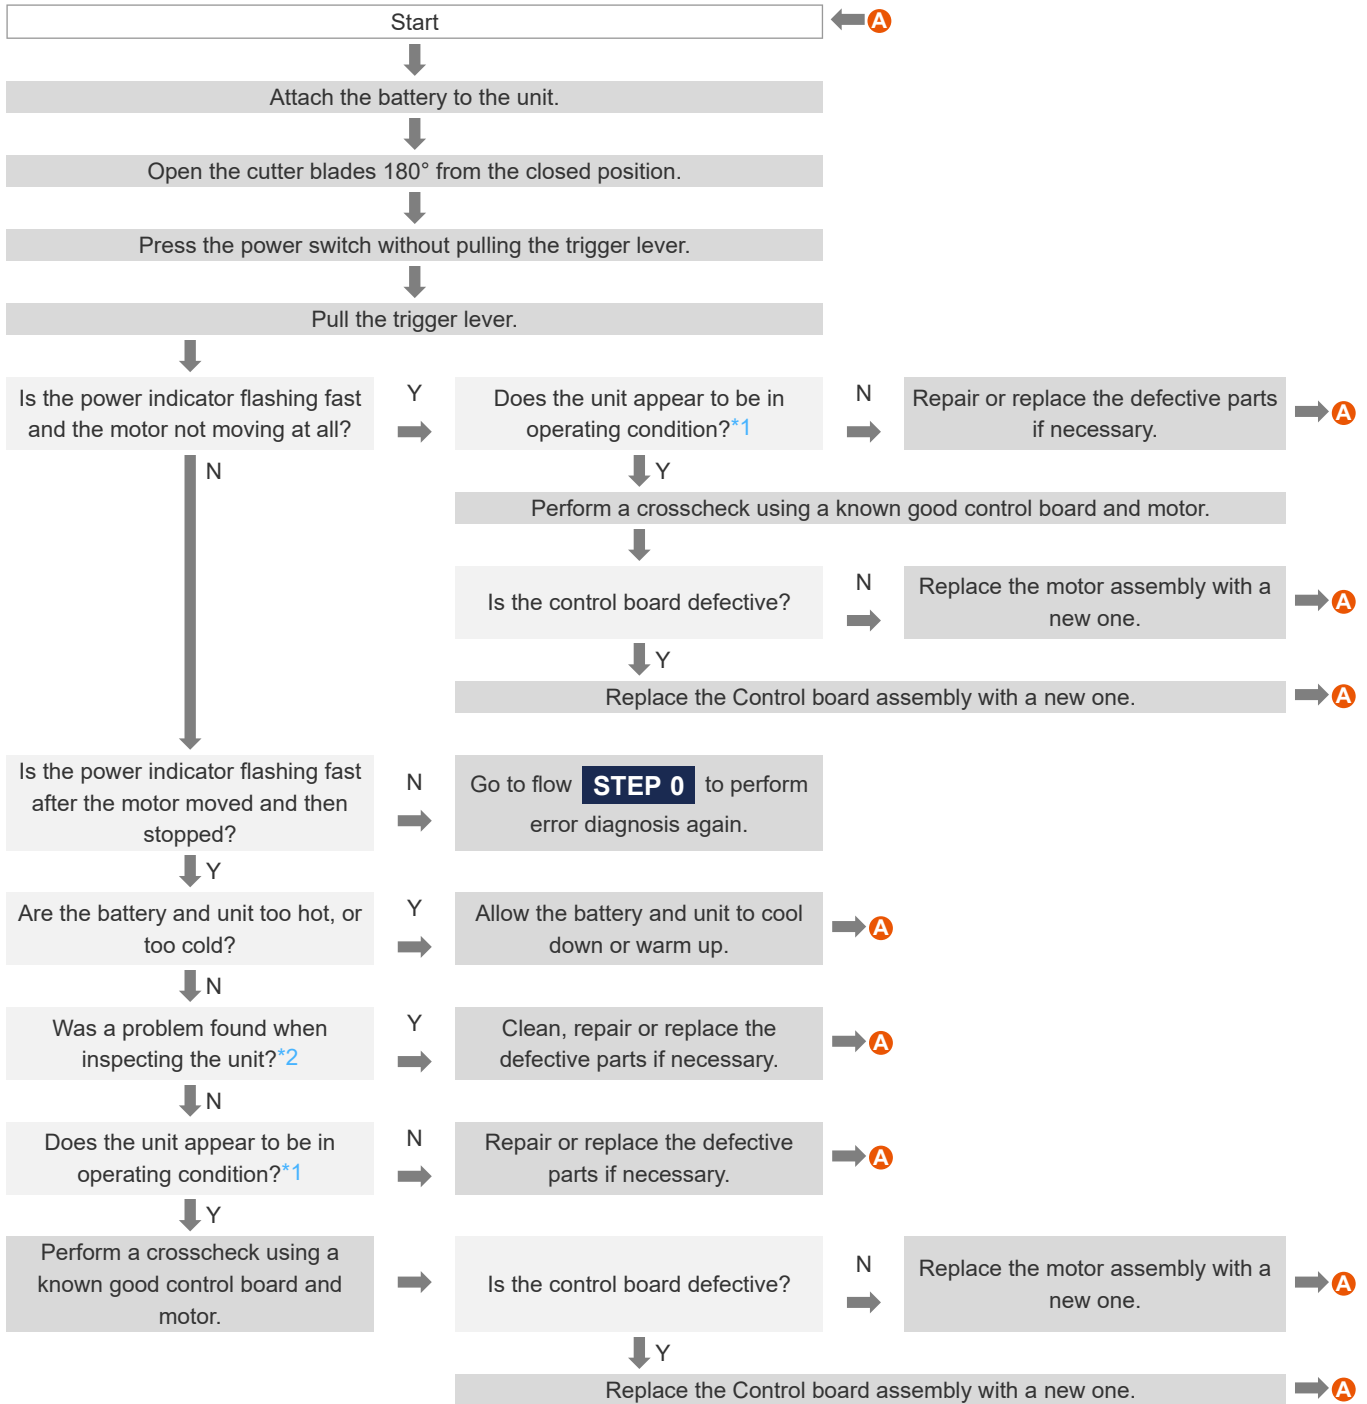 Start
A
Attach the battery to the unit.
Open the cutter blades 180° from the closed position.
Press the power switch without pulling the trigger lever.
Pull the trigger lever.
Is the power indicator flashing fast
and the motor not moving at all?
Y
Does the unit appear to be in
operating condition?*1
N
Repair or replace the defective parts
if necessary.
A
N
Y
Perform a crosscheck using a known good control board and motor.
Is the control board defective?
N
Replace the motor assembly with a
new one.
A
Y
Replace the Control board assembly with a new one.
A
Is the power indicator flashing fast
after the motor moved and then
stopped?
N
Go to flow STEP 0 to perform
error diagnosis again.
Y
Are the battery and unit too hot, or
too cold?
Y
Allow the battery and unit to cool
down or warm up.
A
N
Was a problem found when
inspecting the unit?*2
Y
Clean, repair or replace the
defective parts if necessary.
A
N
Does the unit appear to be in
operating condition?*1
N
Repair or replace the defective
parts if necessary.
A
Y
Perform a crosscheck using a
known good control board and
motor.
Is the control board defective?
N
Replace the motor assembly with a
new one.
A
Y
Replace the Control board assembly with a new one.
A